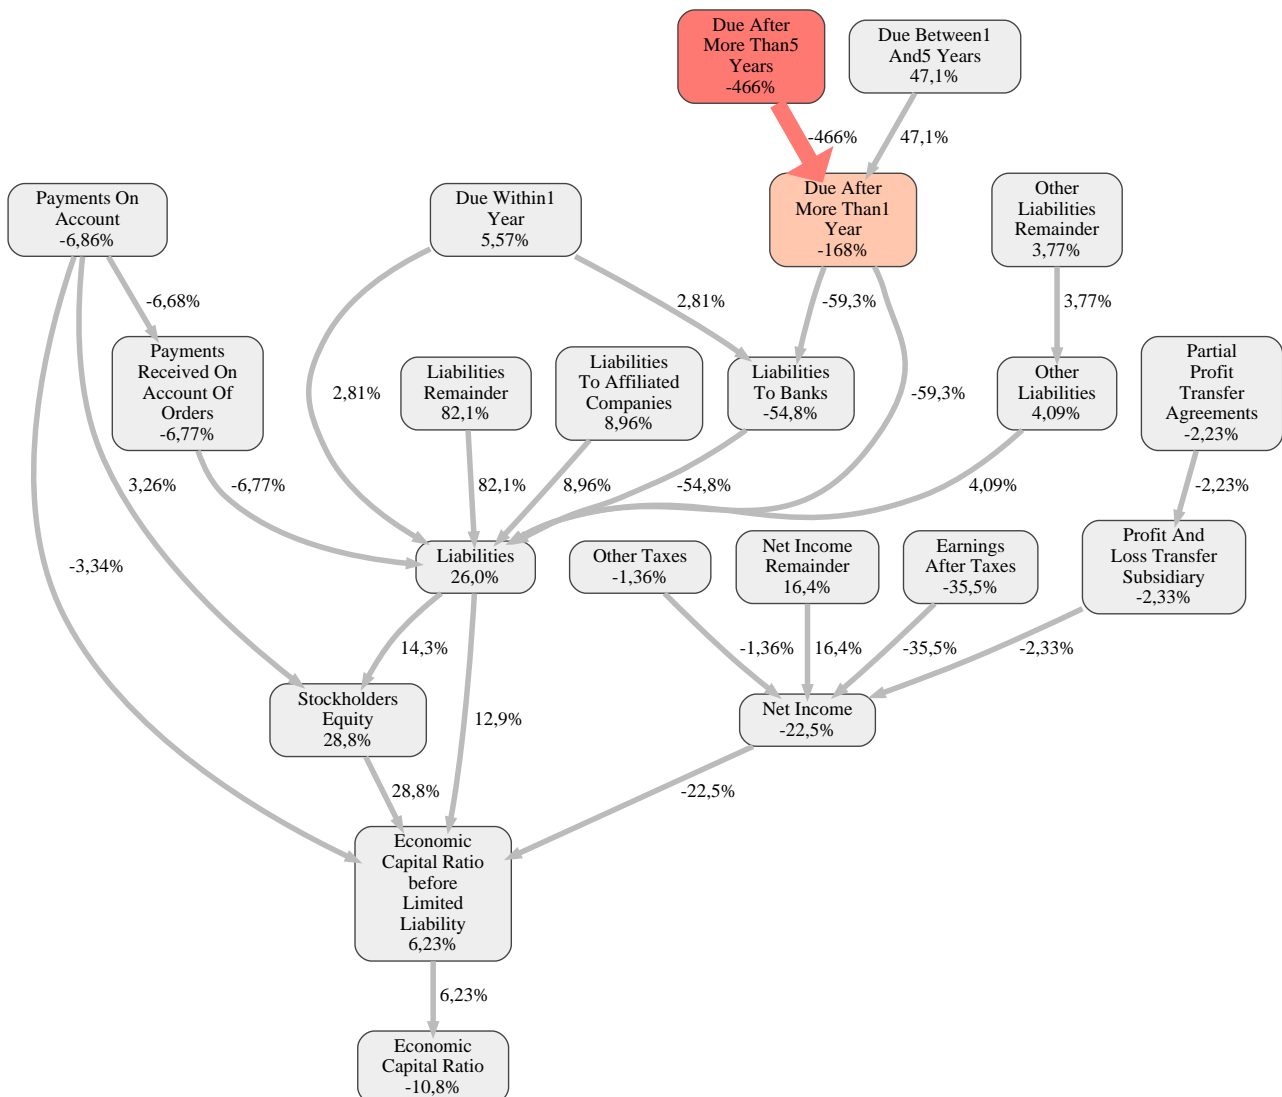 Due After
More Than5
Years
-466%
Due Between1
And5 Years
47,1%
-466%
47,1%
Payments On
Account
-6,86%
Due Within1
Year
5,57%
Due After
More Than1
Year
-168%
Other
Liabilities
Remainder
3,77%
-6,68%
2,81%
-59,3%
3,77%
Payments
Received On
Account Of
Orders
-6,77%
2,81%
Liabilities
Remainder
82,1%
Liabilities
To Affiliated
Companies
8,96%
Liabilities
To Banks
-54,8%
-59,3%
Other
Liabilities
4,09%
Partial
Profit
Transfer
Agreements
-2,23%
3,26%
-6,77%
82,1%
8,96%
-54,8%
4,09%
-2,23%
-3,34%
Liabilities
26,0%
Other Taxes
-1,36%
Net Income
Remainder
16,4%
Earnings
After Taxes
-35,5%
Profit And
Loss Transfer
Subsidiary
-2,33%
14,3%
-1,36%
16,4%
-35,5%
-2,33%
Stockholders
Equity
28,8%
12,9%
Net Income
-22,5%
28,8%
-22,5%
Economic
Capital Ratio
before
Limited
Liability
6,23%
6,23%
Economic
Capital Ratio
-10,8%